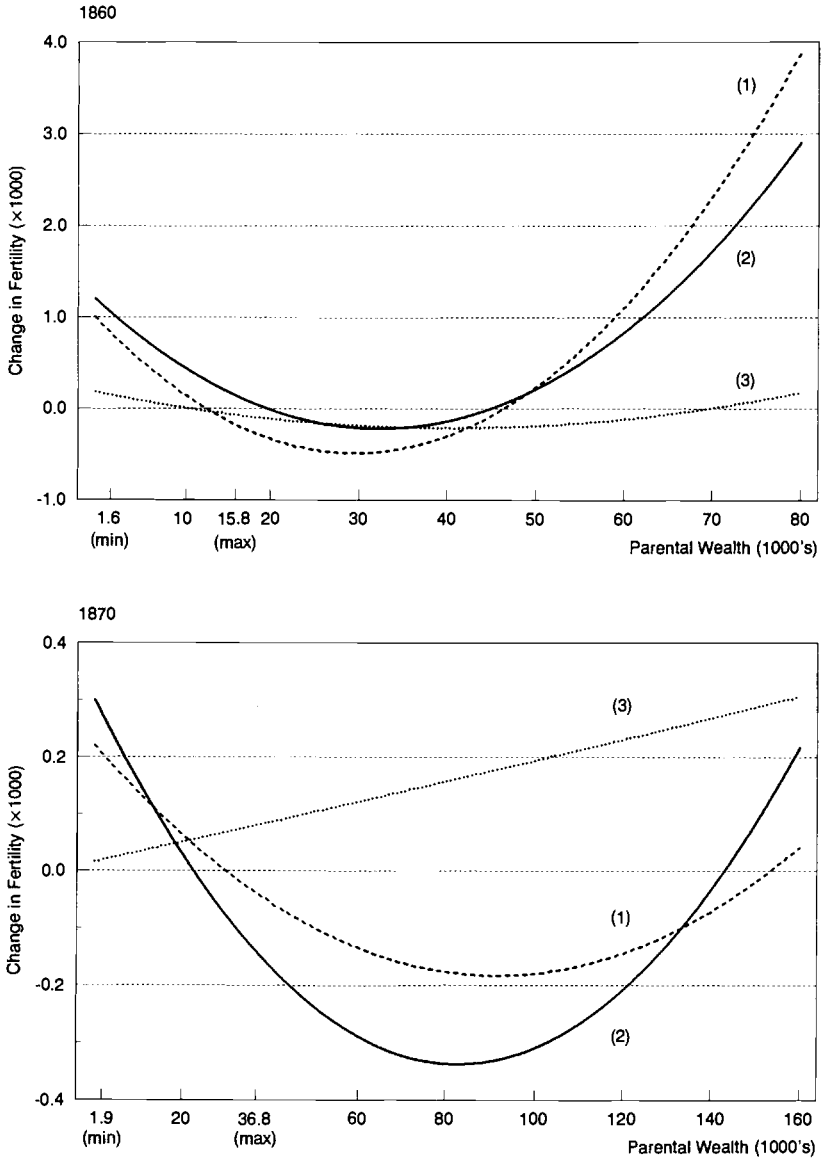 1860
4.0
3.0
2.0
1.0
0.0
-1.0
Change in Fertility (×1000)
(1)
(2)
(3)
1.6 10 15.8 20 30 40 50 60 70 80
(min) (max)
Parental Wealth (1000's)
1870
0.4
0.2
0.0
-0.2
-0.4
Change in Fertility (×1000)
(3)
(1)
(2)
1.9 20 36.8 60 80 100 120 140 160
(min) (max)
Parental Wealth (1000's)